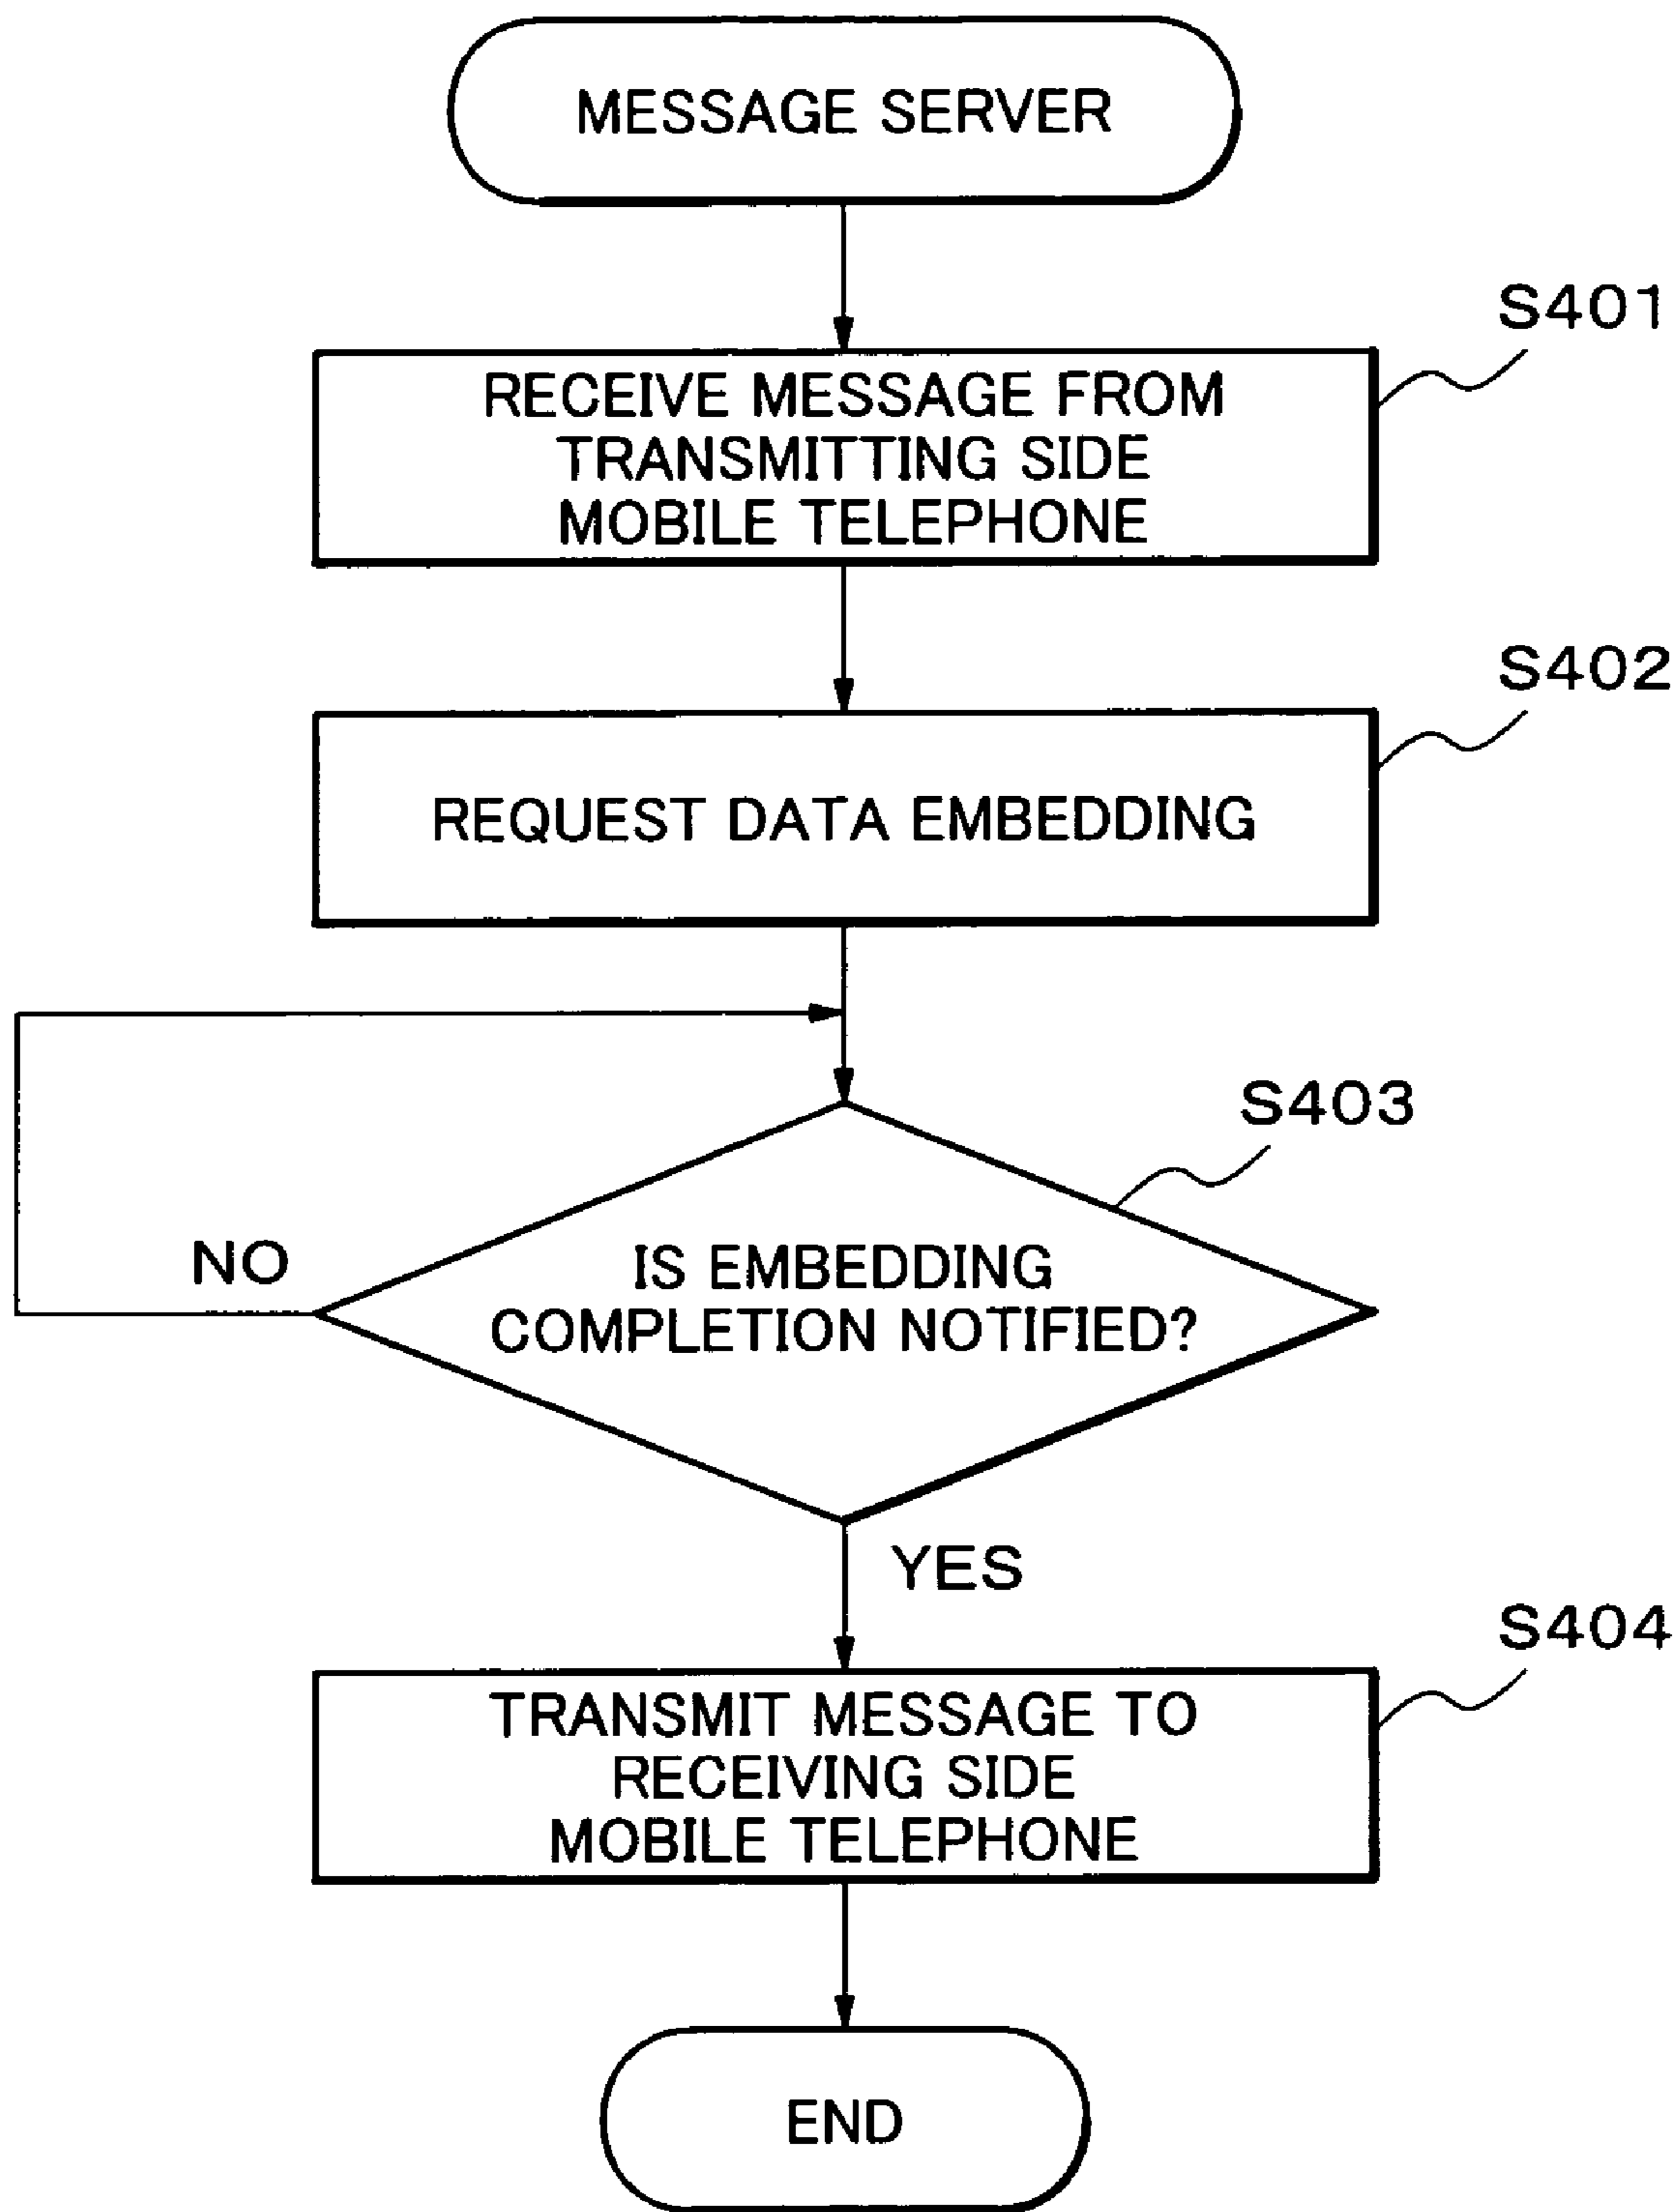 MESSAGE SERVER
S401
RECEIVE MESSAGE FROM
TRANSMITTING SIDE
MOBILE TELEPHONE
S402
REQUEST DATA EMBEDDING
S403
NO
IS EMBEDDING
COMPLETION NOTIFIED?
YES
S404
TRANSMIT MESSAGE TO
RECEIVING SIDE
MOBILE TELEPHONE
END